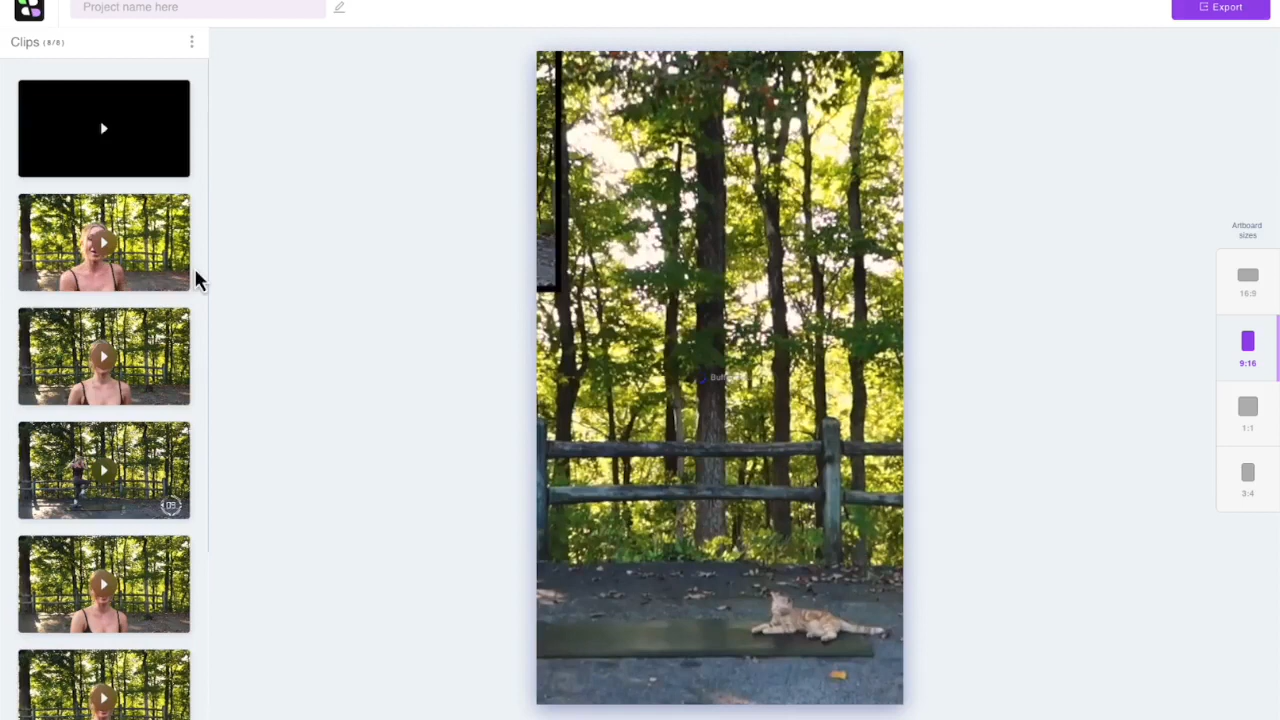 Project name here
Export
Clips (8/8)
Artboard
sizes
16:9
9:16
1:1
3:4